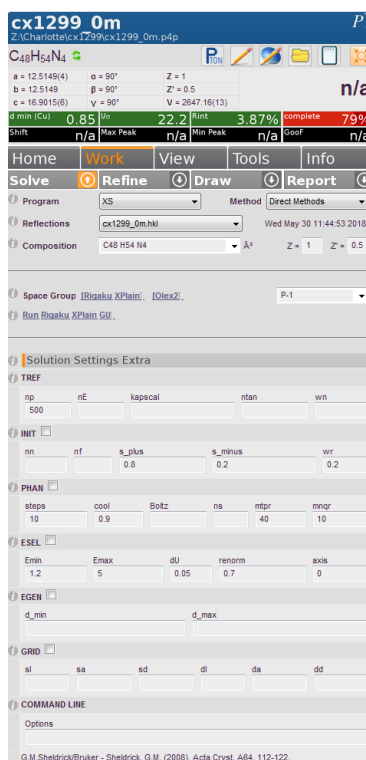 cx1299_0m
P
Z:\Charlotte\cx1299\cx1299_0m.p4p
C48H54N4
PTON
a = 12.5149(4) α = 90° Z = 1
b = 12.5149 β = 90° Z' = 0.5
c = 16.9015(6) γ = 90° V = 2647.16(13)
n/a
d min (Cu) 0.85 I/σ 22.2 Rint 3.87% complete 79%
Shift n/a Max Peak n/a Min Peak n/a GooF n/a
Home Work View Tools Info
Solve Refine Draw Report
Program XS Method Direct Methods
Reflections cx1299_0m.hkl Wed May 30 11:44:53 2018
Composition C48 H54 N4 Å³ Z = 1 Z' = 0.5
Space Group [Rigaku XPlain], [Olex2], P-1
Run Rigaku XPlain GU
Solution Settings Extra
TREF
np nE kapscal ntan wn
500
INIT
nn nf s_plus s_minus wr
0.8 0.2 0.2
PHAN
steps cool Boltz ns mtpr mnqr
10 0.9 40 10
ESEL
Emin Emax dU renorm axis
1.2 5 0.05 0.7 0
EGEN
d_min d_max
GRID
sl sa sd dl da dd
COMMAND LINE
Options
G.M.Sheldrick/Bruker - Sheldrick, G.M. (2008). Acta Cryst. A64, 112-122.